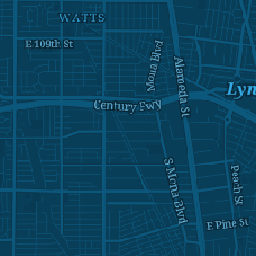 WATTS
E 109th St
Mona Blvd
Alameda St
Lyn
Century Fwy
S Mona Blvd
Peach St
E Pine St